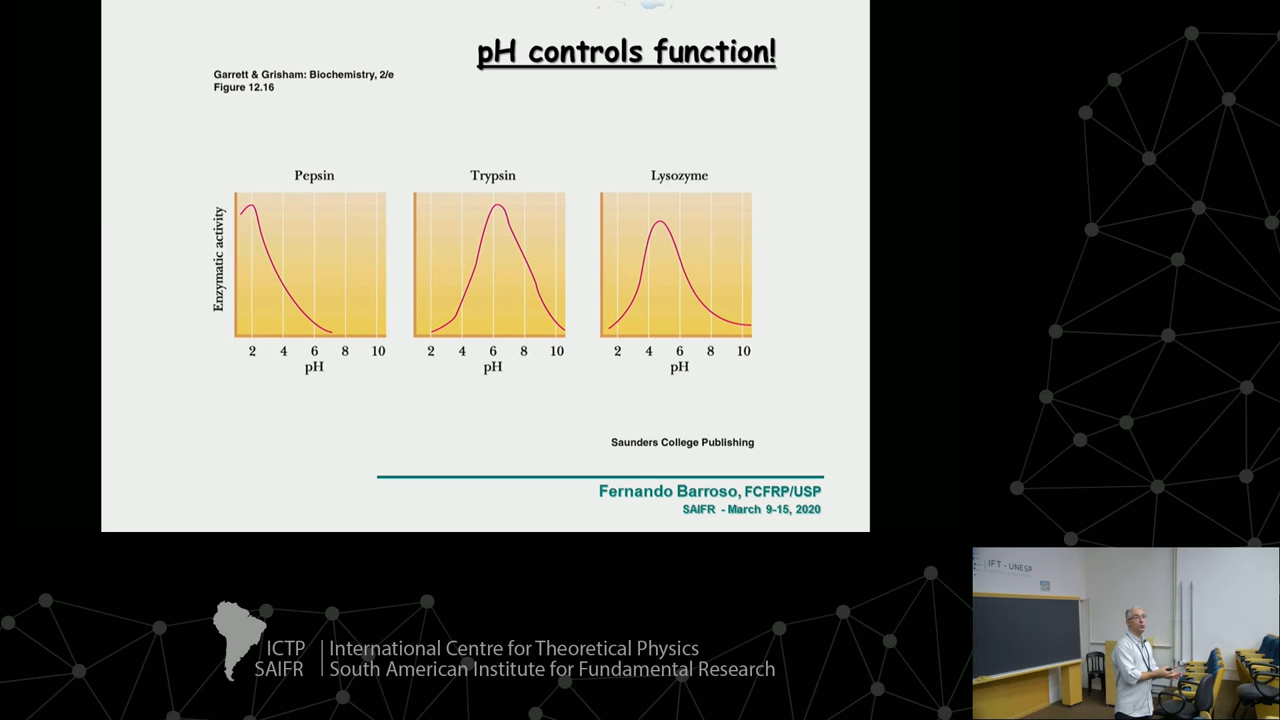 pH controls function!
Garrett & Grisham: Biochemistry, 2/e
Figure 12.16
Pepsin
Trypsin
Lysozyme
Enzymatic activity
2 4 6 8 10
pH
2 4 6 8 10
pH
2 4 6 8 10
pH
Saunders College Publishing
Fernando Barroso, FCFRP/USP
SAIFR - March 9-15, 2020
IFT - UNESP
ICTP
SAIFR
International Centre for Theoretical Physics
South American Institute for Fundamental Research